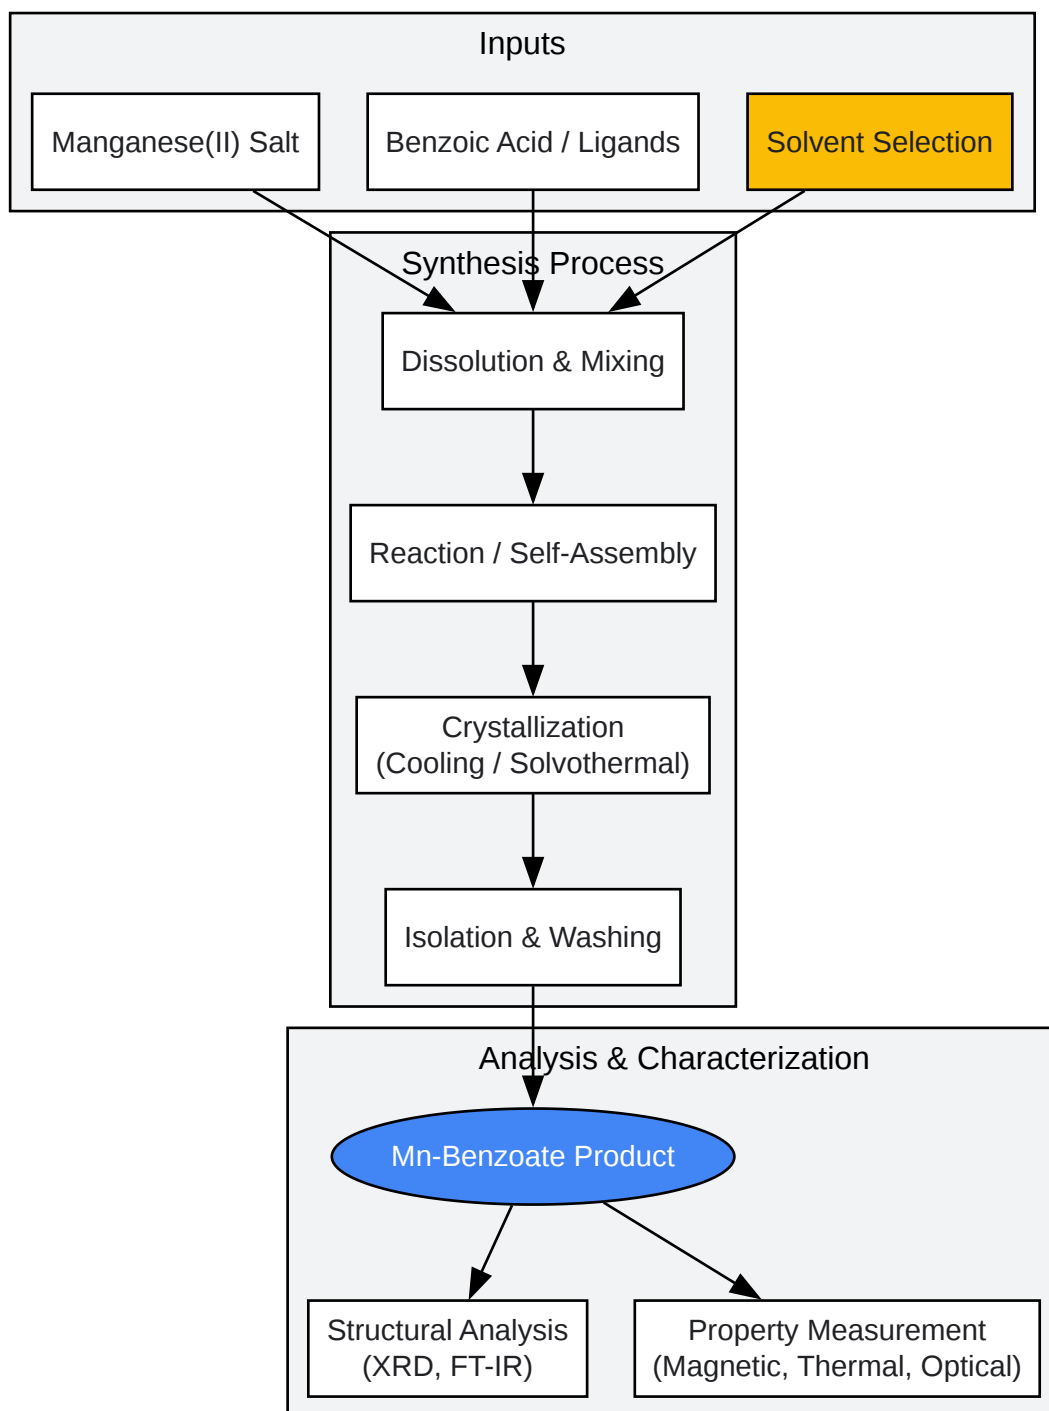 Inputs
Manganese(II) Salt
Benzoic Acid / Ligands
Solvent Selection
Synthesis Process
Dissolution & Mixing
Reaction / Self-Assembly
Crystallization
(Cooling / Solvothermal)
Isolation & Washing
Analysis & Characterization
Mn-Benzoate Product
Structural Analysis
(XRD, FT-IR)
Property Measurement
(Magnetic, Thermal, Optical)